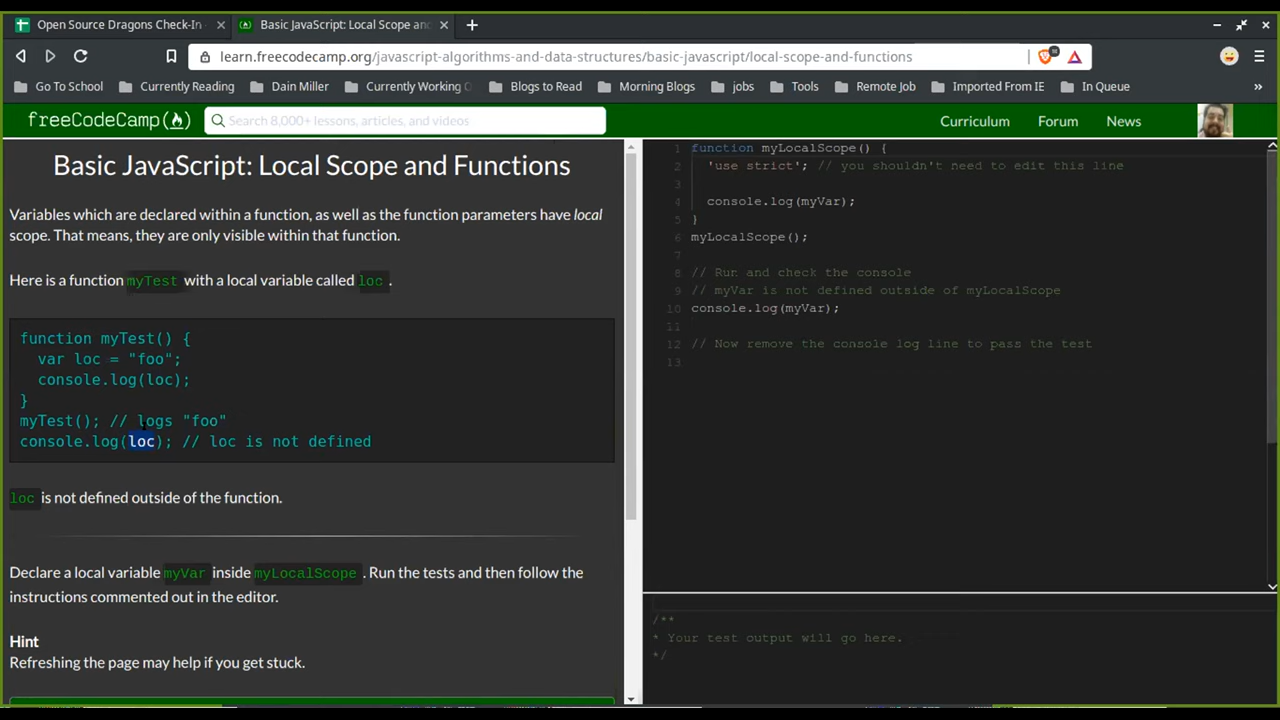 Open Source Dragons Check-In
Basic JavaScript: Local Scope and
learn.freecodecamp.org/javascript-algorithms-and-data-structures/basic-javascript/local-scope-and-functions
Go To School
Currently Reading
Dain Miller
Currently Working
Blogs to Read
Morning Blogs
jobs
Tools
Remote Job
Imported From IE
In Queue
»
freeCodeCamp
Search 8,000+ lessons, articles, and videos
Curriculum
Forum
News
Basic JavaScript: Local Scope and Functions
Variables which are declared within a function, as well as the function parameters have local
scope. That means, they are only visible within that function.
Here is a function myTest with a local variable called loc .
function myTest() {
var loc = "foo";
console.log(loc);
}
myTest(); // logs "foo"
console.log(loc); // loc is not defined
loc is not defined outside of the function.
Declare a local variable myVar inside myLocalScope . Run the tests and then follow the
instructions commented out in the editor.
Hint
Refreshing the page may help if you get stuck.
1 function myLocalScope() {
2 'use strict'; // you shouldn't need to edit this line
3
4 console.log(myVar);
5 }
6 myLocalScope();
7
8 // Run and check the console
9 // myVar is not defined outside of myLocalScope
10 console.log(myVar);
11
12 // Now remove the console log line to pass the test
13
/**
* Your test output will go here.
*/